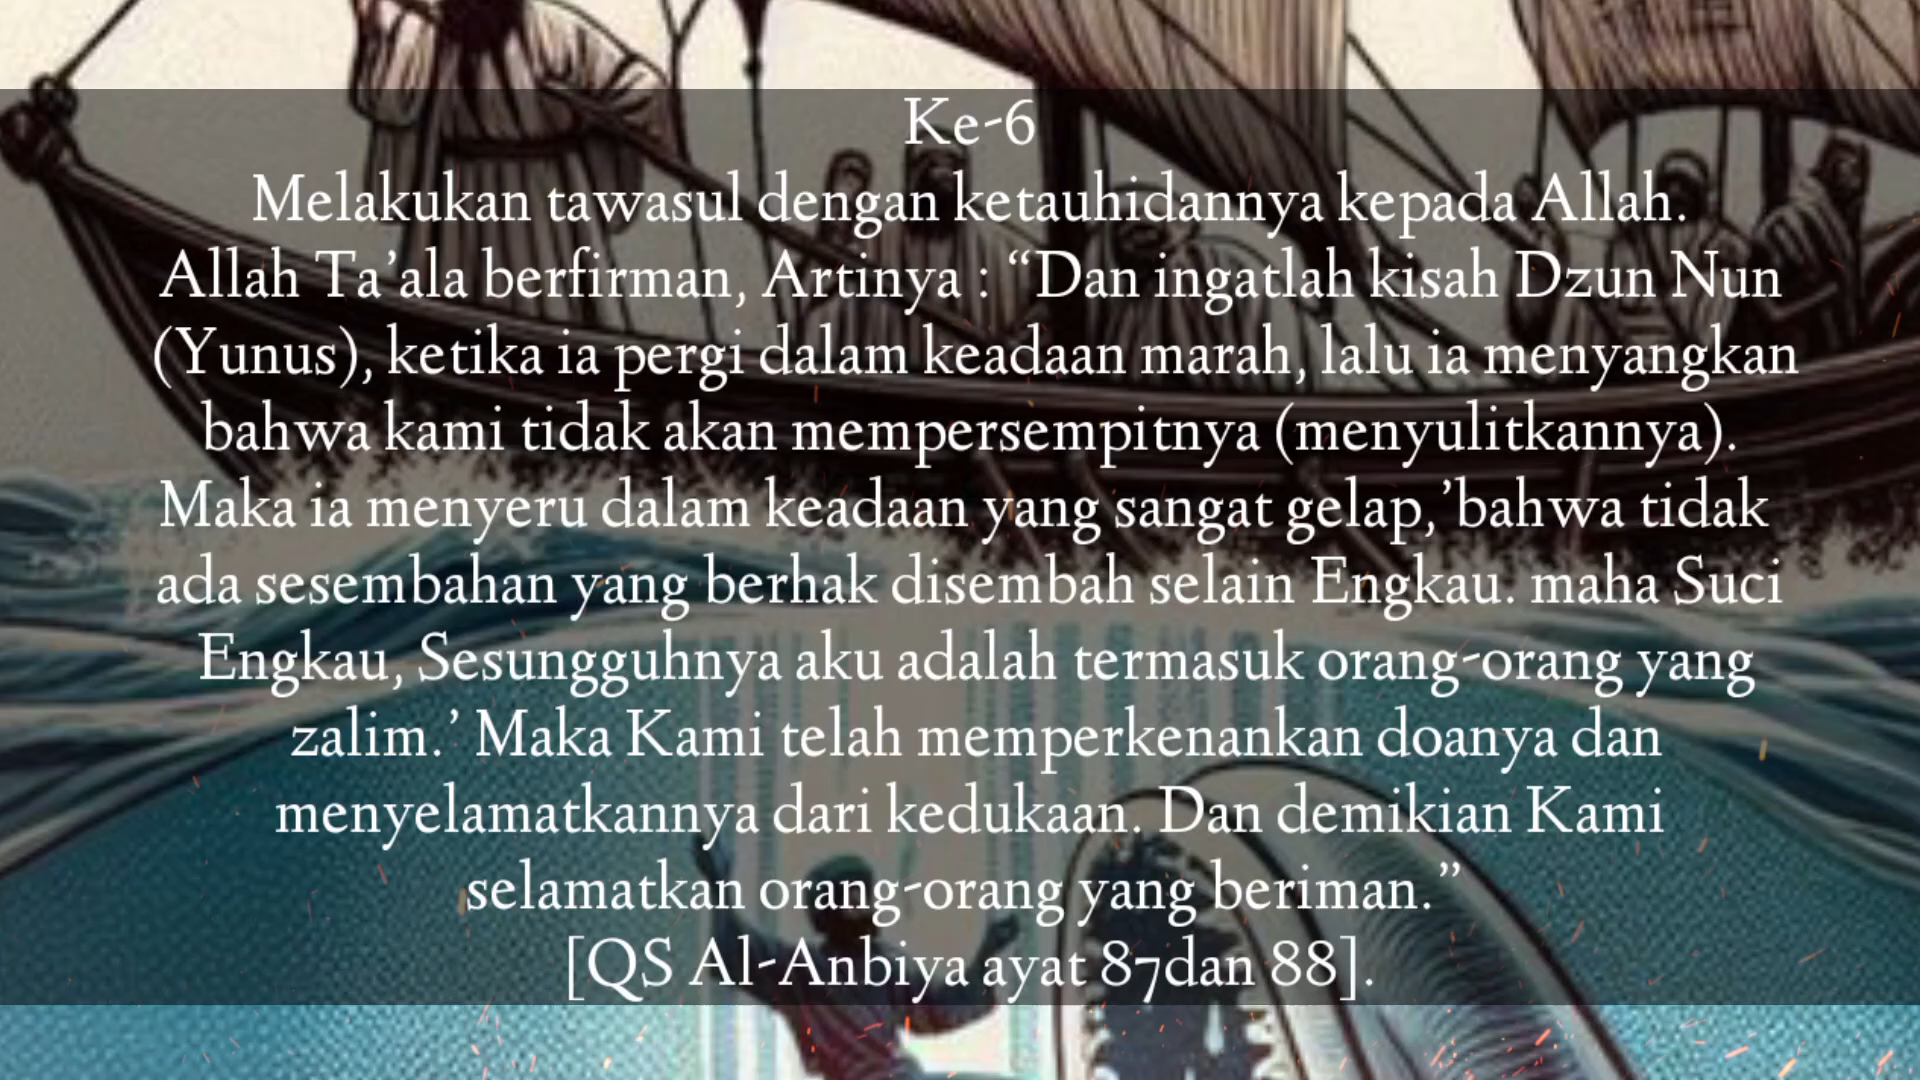 Ke-6
Melakukan tawasul dengan ketauhidannya kepada Allah.
Allah Ta’ala berfirman, Artinya : “Dan ingatlah kisah Dzun Nun
(Yunus), ketika ia pergi dalam keadaan marah, lalu ia menyangkan
bahwa kami tidak akan mempersempitnya (menyulitkannya).
Maka ia menyeru dalam keadaan yang sangat gelap,’bahwa tidak
ada sesembahan yang berhak disembah selain Engkau. maha Suci
Engkau, Sesungguhnya aku adalah termasuk orang-orang yang
zalim.’ Maka Kami telah memperkenankan doanya dan
menyelamatkannya dari kedukaan. Dan demikian Kami
selamatkan orang-orang yang beriman.”
[QS Al-Anbiya ayat 87dan 88].